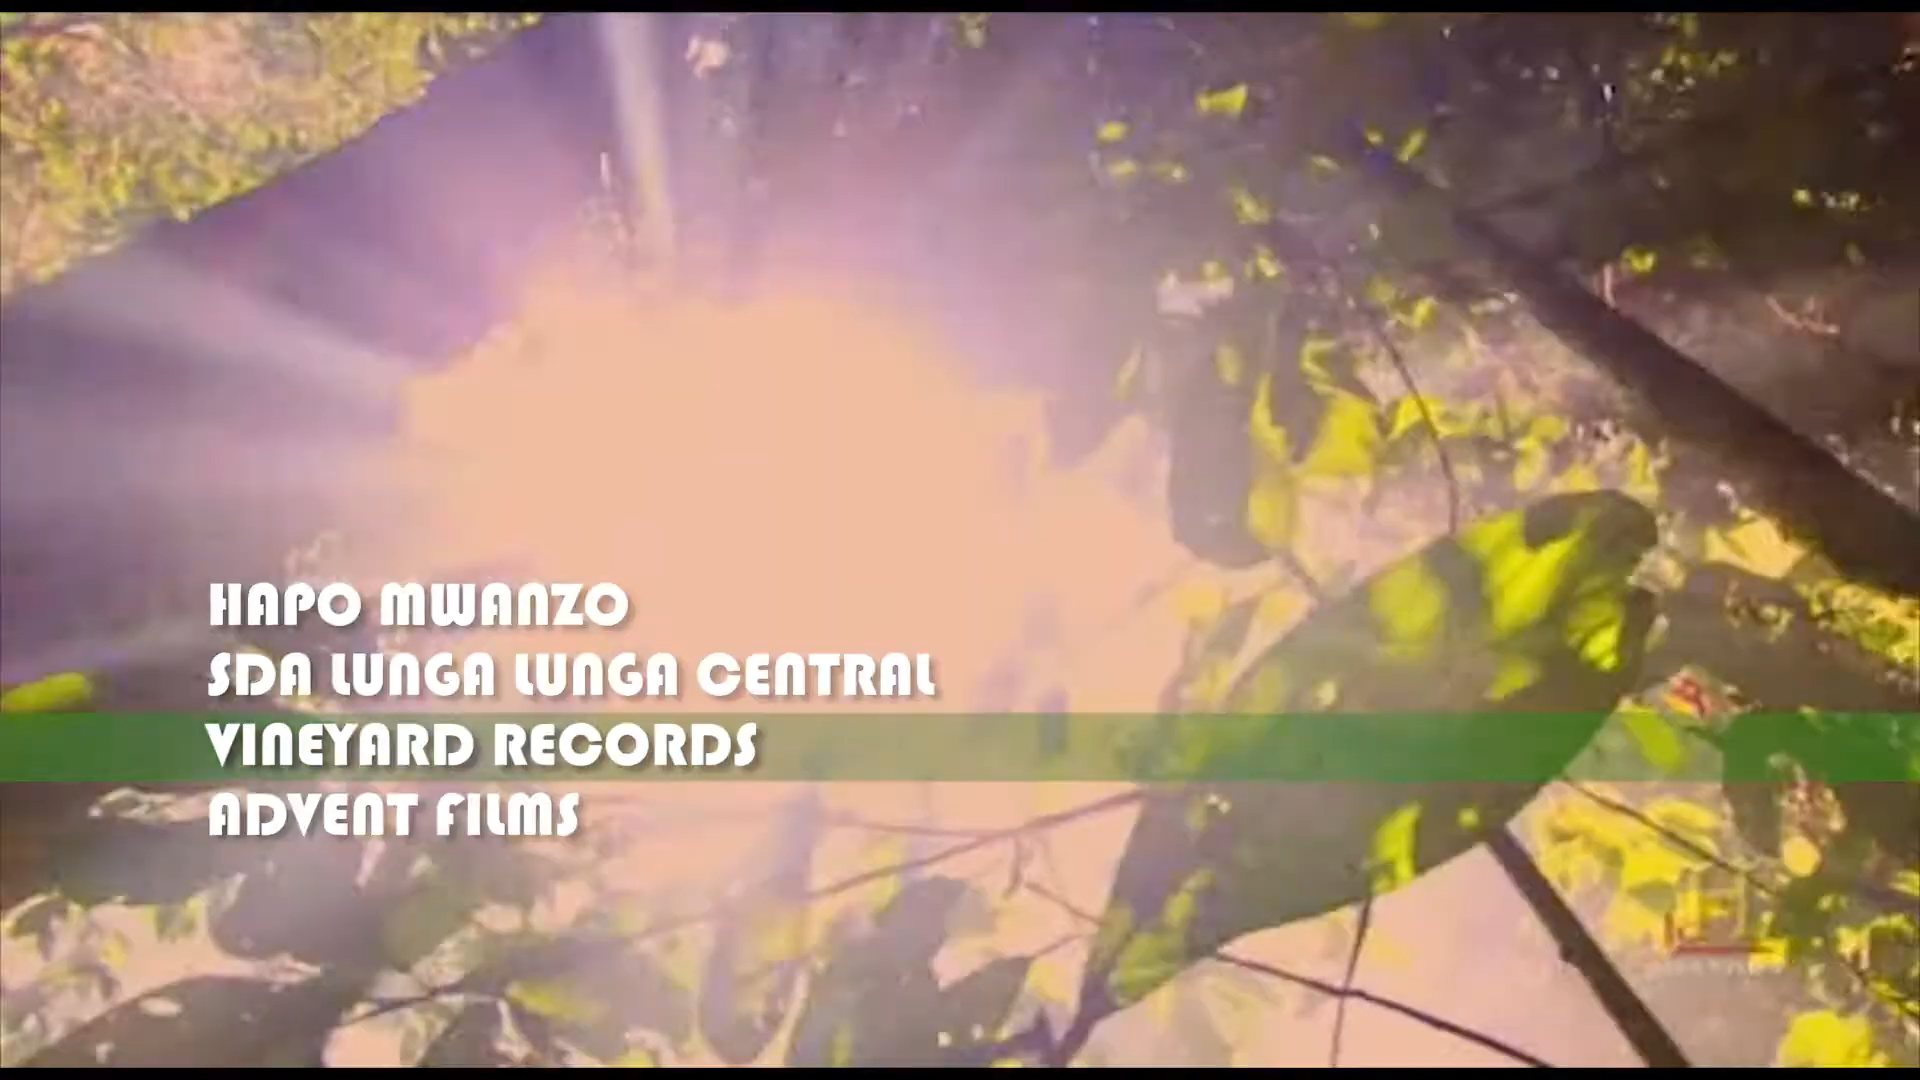 HAPO MWANZO
SDA LUNGA LUNGA CENTRAL
VINEYARD RECORDS
ADVENT FILMS